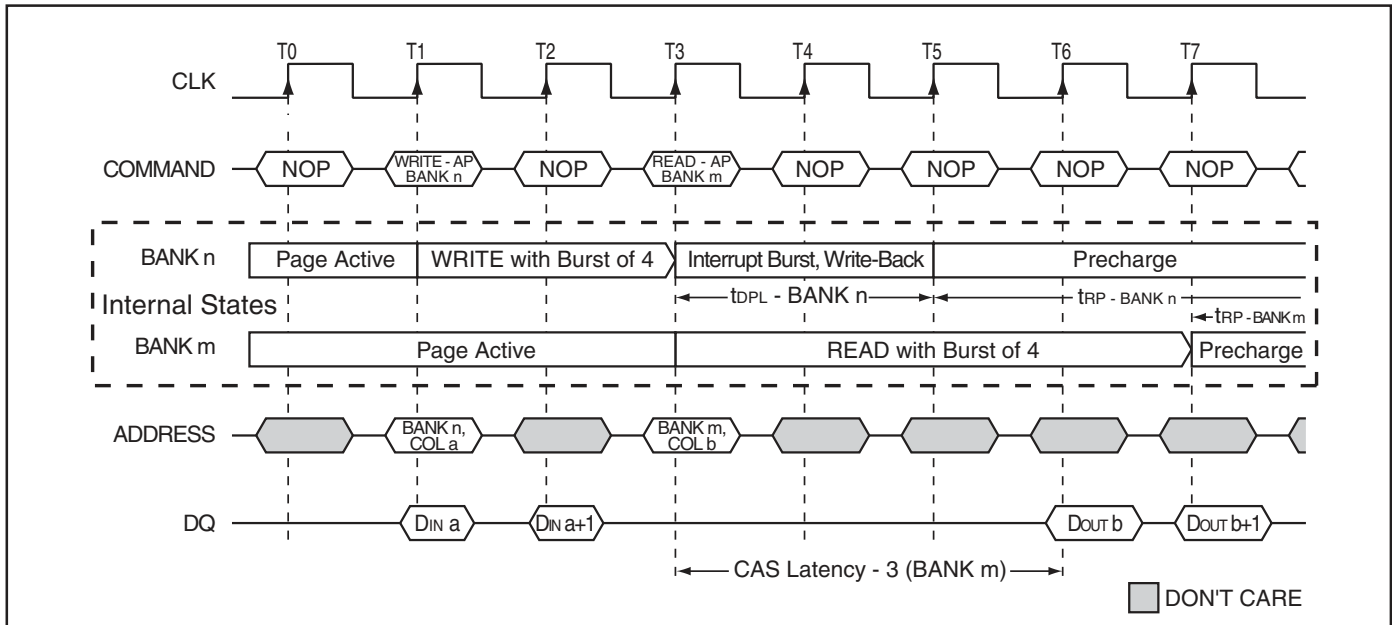 T0 T1 T2 T3 T4 T5 T6 T7
CLK
COMMAND NOP WRITE - AP BANK n NOP READ - AP BANK m NOP NOP NOP NOP
BANK n Page Active WRITE with Burst of 4 Interrupt Burst, Write-Back Precharge
tDPL - BANK n tRP - BANK n
Internal States
tRP - BANK m
BANK m Page Active READ with Burst of 4 Precharge
ADDRESS BANK n, COL a BANK m, COL b
DQ DIN a DIN a+1 DOUT b DOUT b+1
CAS Latency - 3 (BANK m)
DON'T CARE